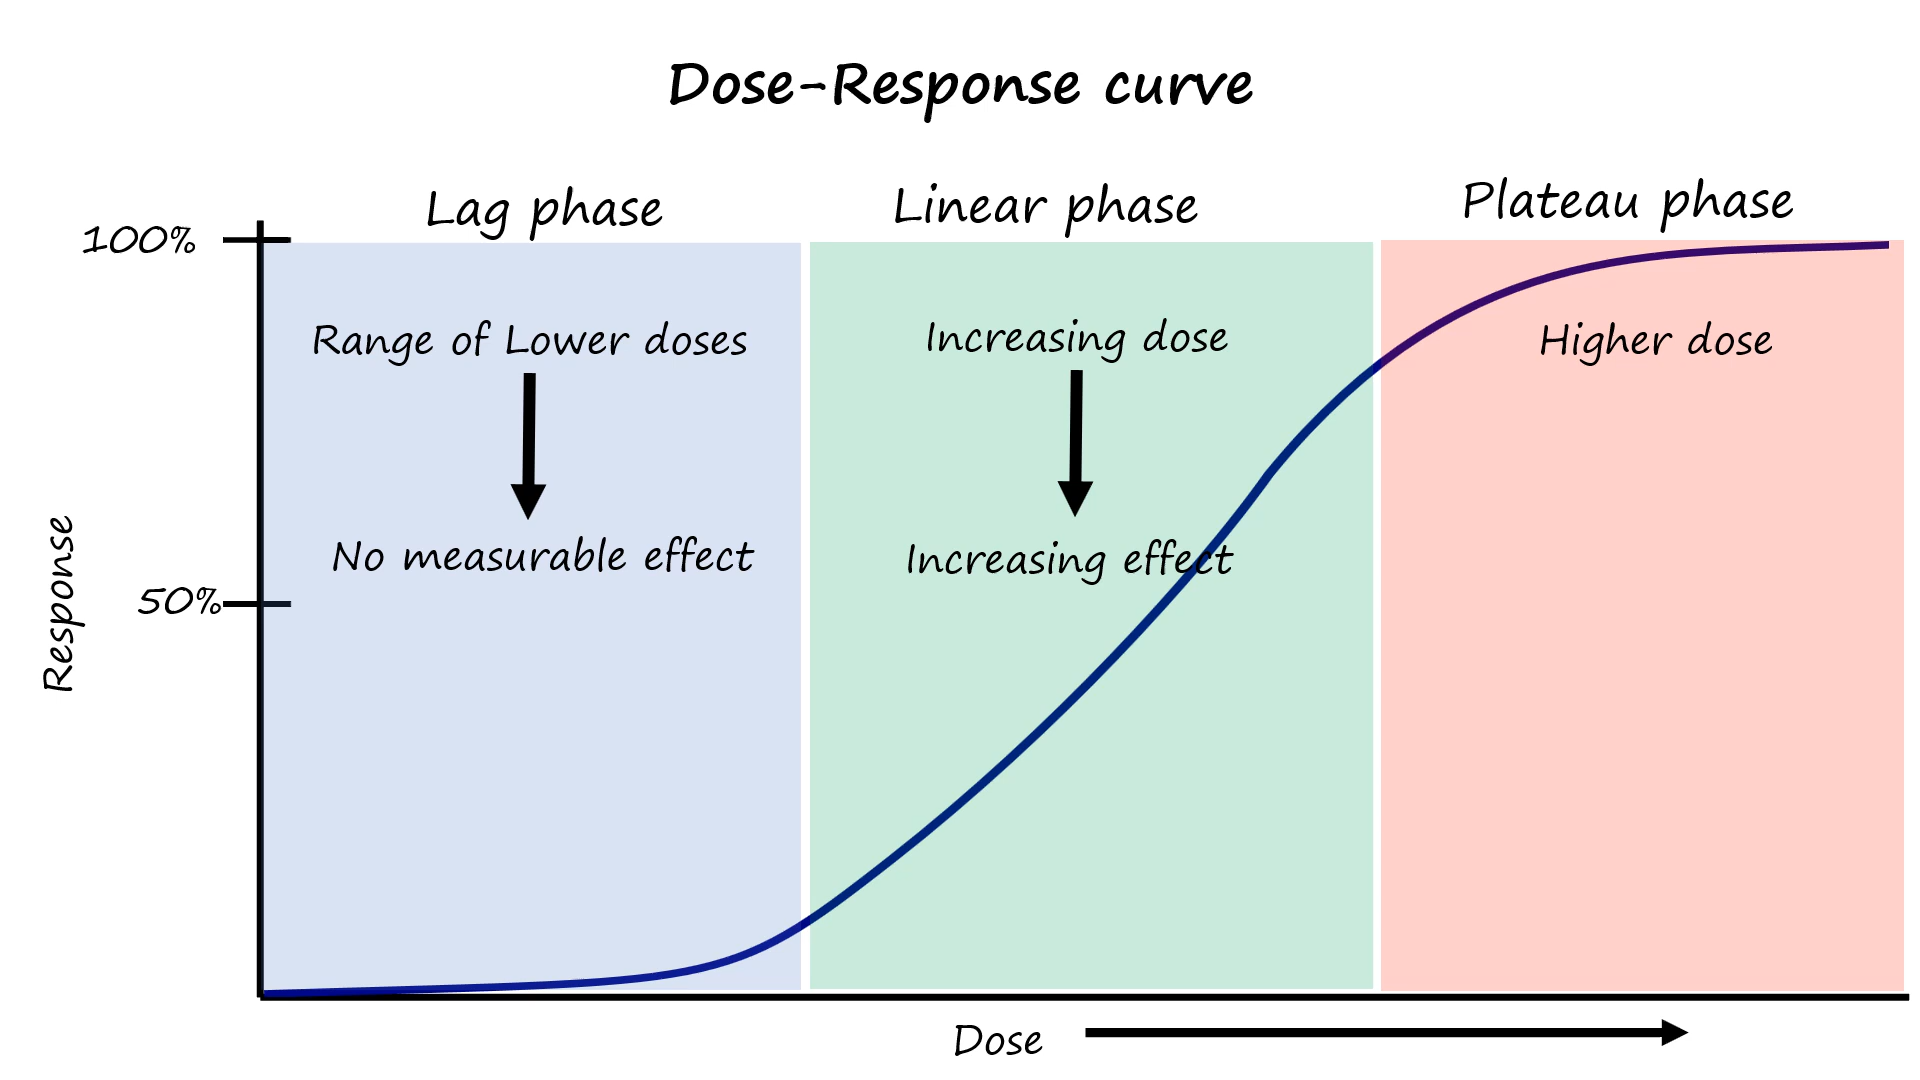 Dose-Response curve
Lag phase
Linear phase
Plateau phase
100%
Range of Lower doses
Increasing dose
Higher dose
No measurable effect
Increasing effect
50%
Response
Dose